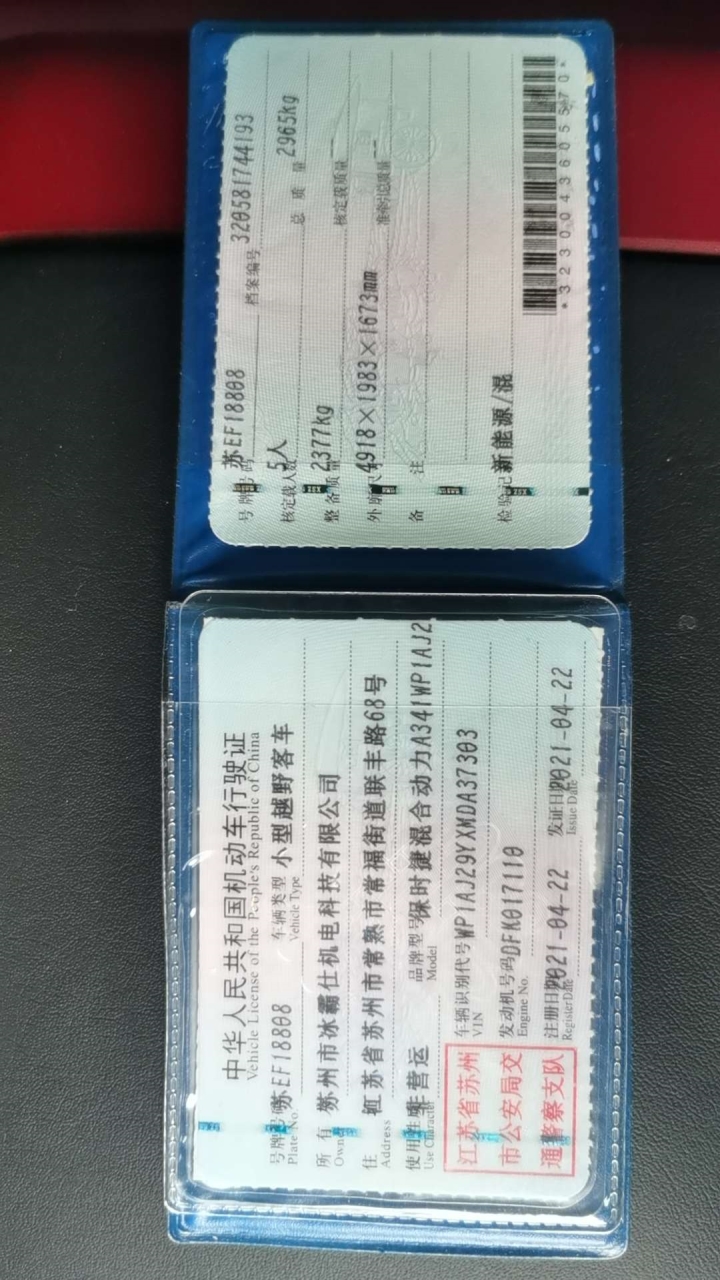 中华人民共和国机动车行驶证
Vehicle License of the People's Republic of China
号牌号码 苏EF18808 车辆类型 小型越野客车
Plate No. Vehicle Type
所有人 苏州市冰霸仕机电科技有限公司
Owner
住址 江苏省苏州市常熟市常福街道联丰路68号
Address
使用性质 非营运 品牌型号 保时捷混合动力A341WP1AJ2
Use Character Model
江苏省苏州
市公安局交
通警察支队
车辆识别代号 WP1AJ29YXMDA37303
VIN
发动机号码 DFK017110
Engine No.
注册日期 2021-04-22 发证日期 2021-04-22
Register Date Issue Date
号牌号码 苏EF18808 档案编号 320581744193
核定载人数 5人 总质量 2965kg
整备质量 2377kg 核定载质量 --
外廓尺寸 4918×1983×1673mm 准牵引总质量 --
备注
检验记录 新能源/混
*3230043605570*